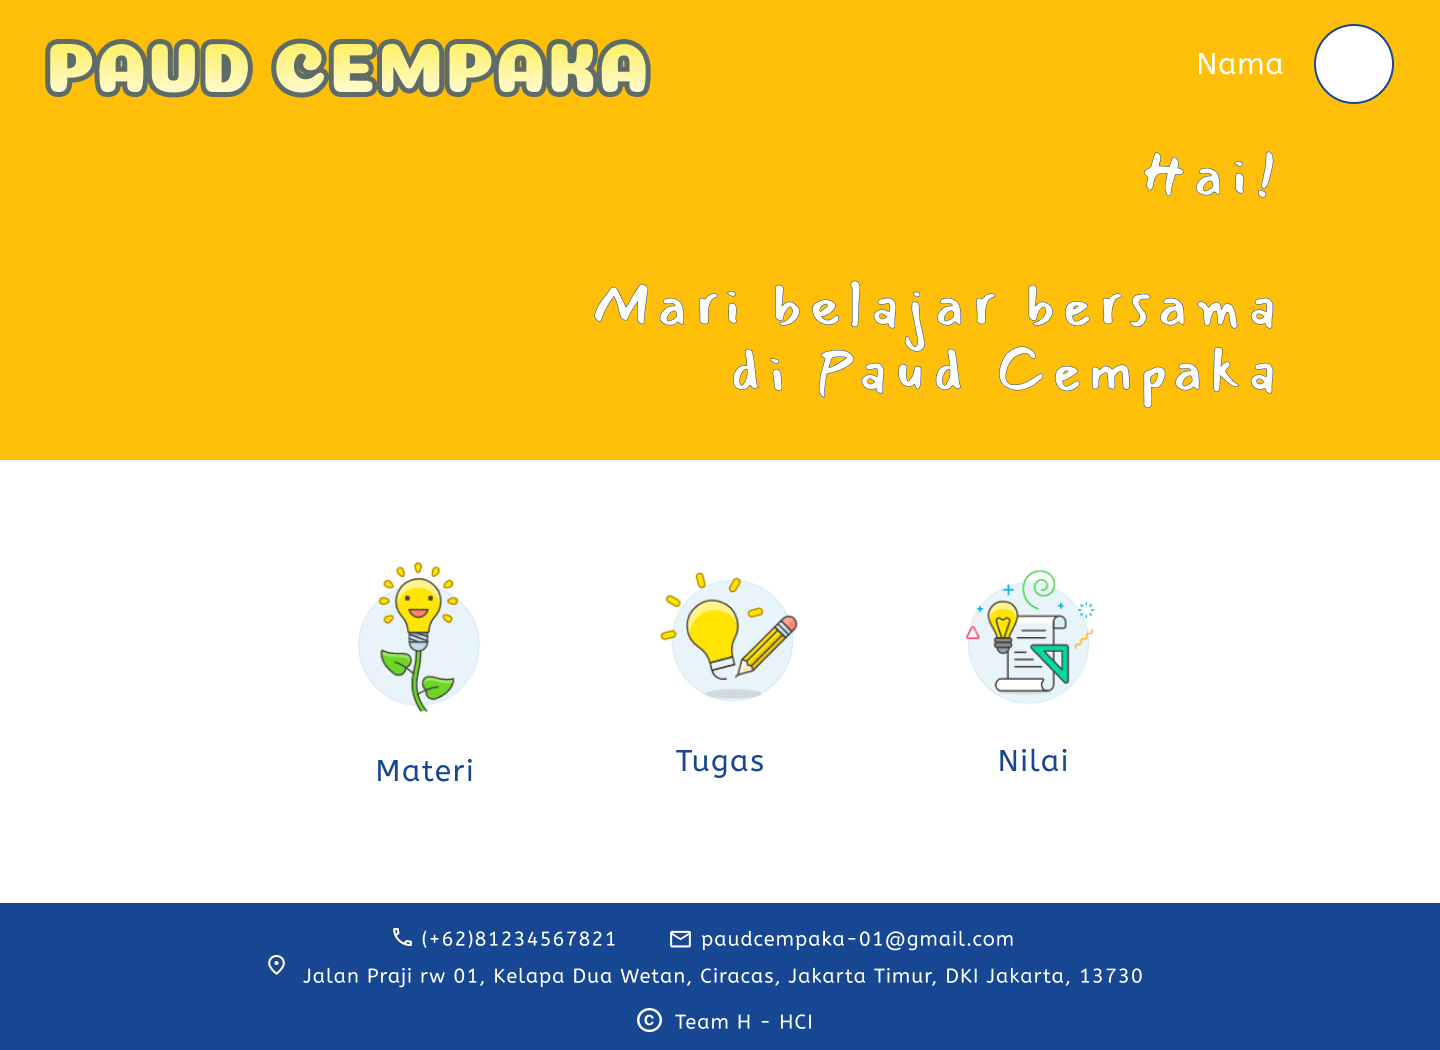 PAUD CEMPAKA
Nama
Hai!
Mari belajar bersama
di Paud Cempaka
Materi
Tugas
Nilai
(+62)81234567821
paudcempaka-01@gmail.com
Jalan Praji rw 01, Kelapa Dua Wetan, Ciracas, Jakarta Timur, DKI Jakarta, 13730
© Team H - HCI